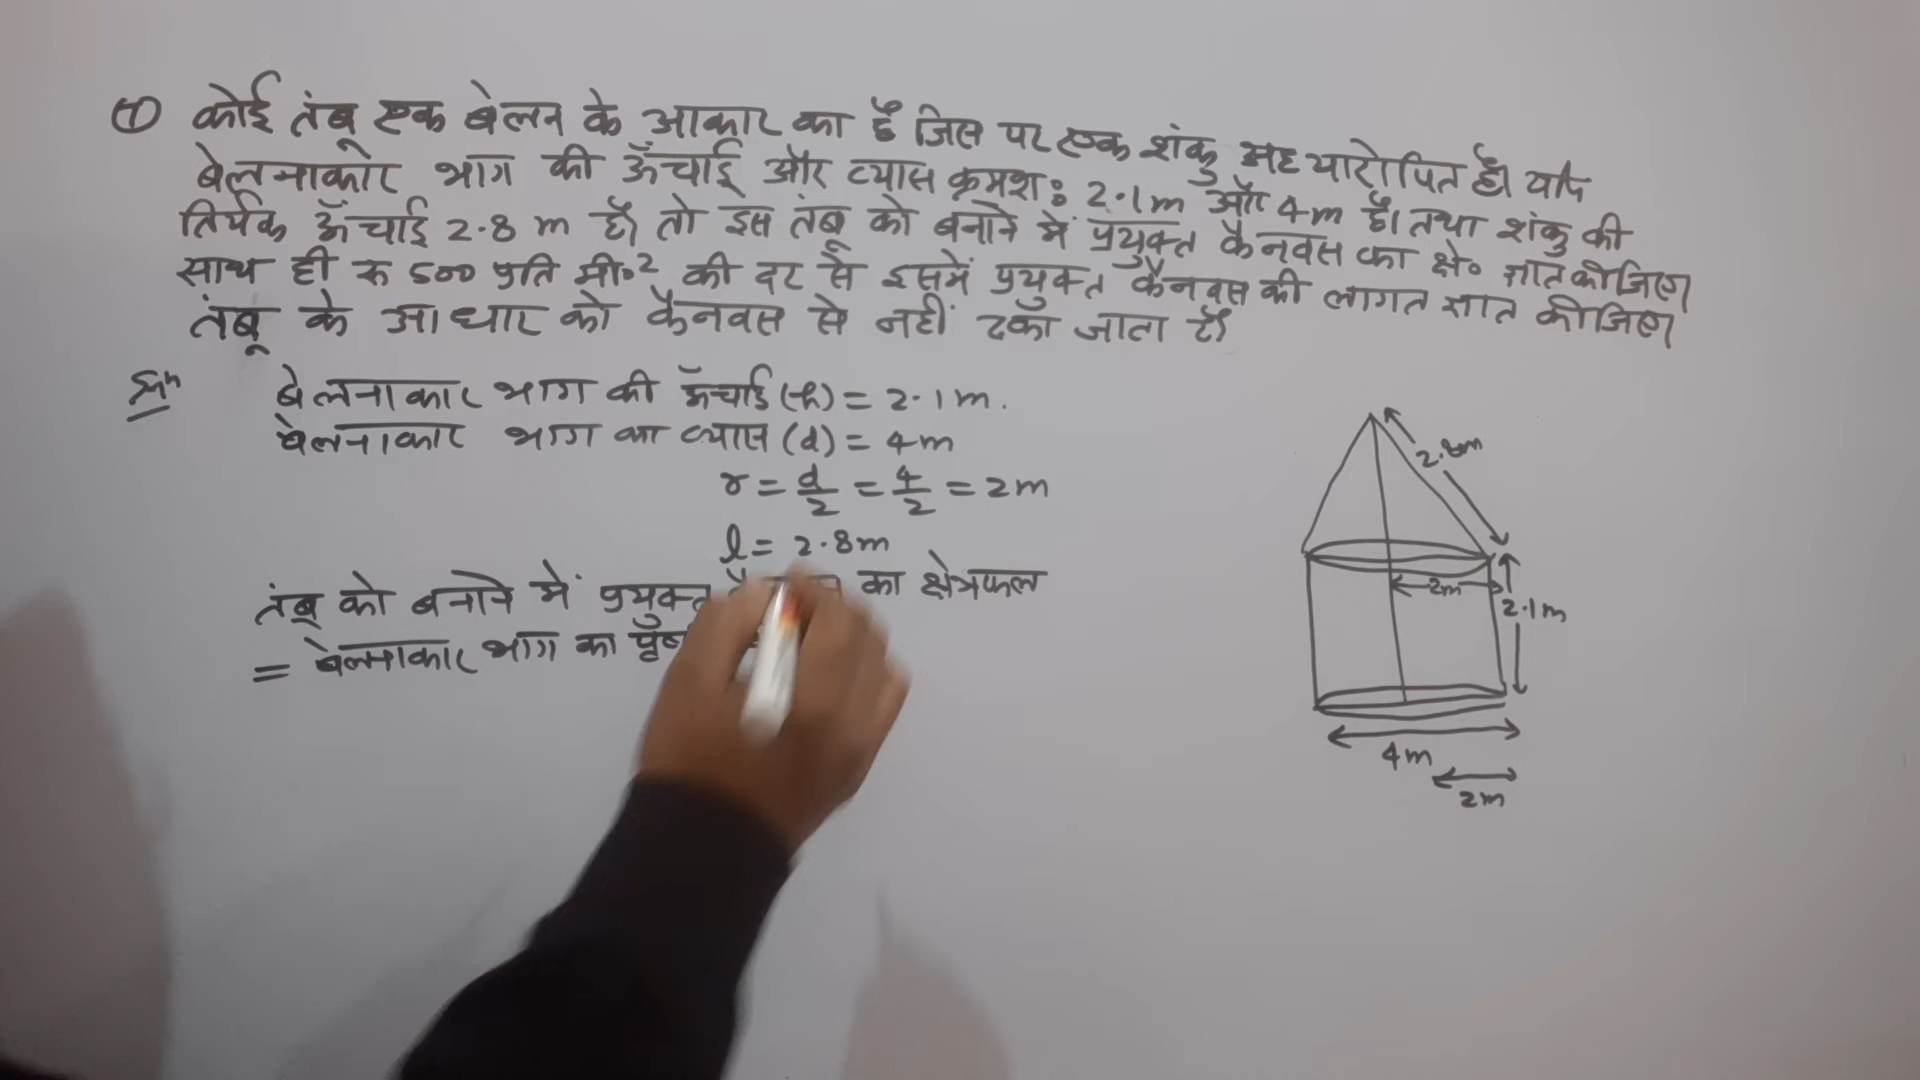 ① कोई तंबू एक बेलन के आकार का है जिस पर एक शंकु अध्यारोपित है। यदि
बेलनाकार भाग की ऊँचाई और व्यास क्रमशः 2.1m और 4m है। तथा शंकु की
तिर्यक ऊँचाई 2.8 m है। तो इस तंबू को बनाने में प्रयुक्त कैनवस का क्षे० ज्ञात कीजिए।
साथ ही रू 500 प्रति मी०² की दर से इसमें प्रयुक्त कैनवस की लागत ज्ञात कीजिए।
तंबू के आधार को कैनवस से नहीं ढका जाता है।
बेलनाकार भाग की ऊँचाई (h) = 2.1m.
बेलनाकार भाग का व्यास (d) = 4m
r = d/2 = 4/2 = 2m
l = 2.8m
तंबू को बनाने में प्रयुक्त का क्षेत्रफल
= बेलनाकार भाग का
2.8m
2m
2.1m
4m
2m